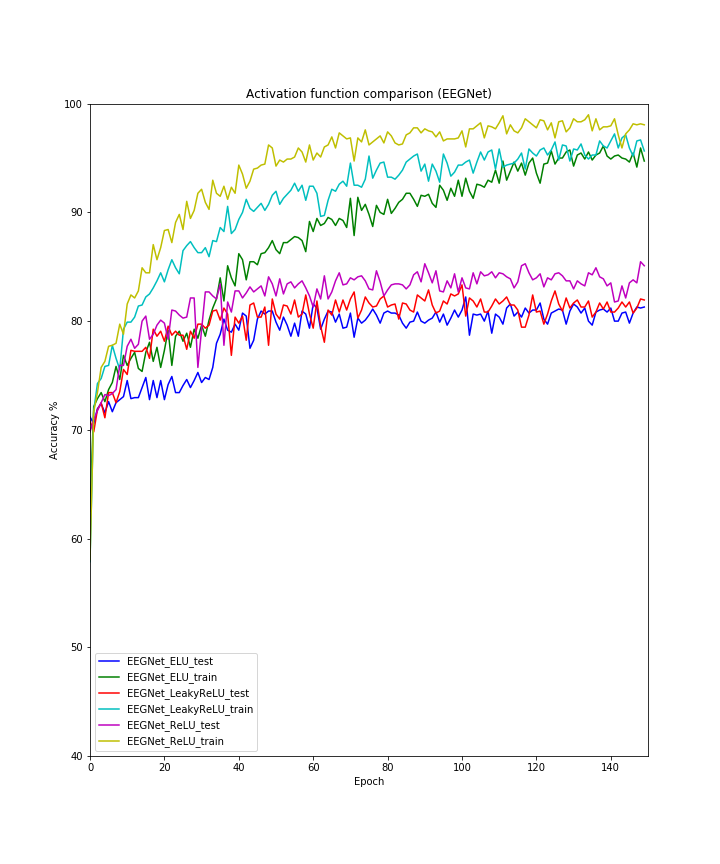 Activation function comparison (EEGNet)
100
90
80
70
60
50
40
Accuracy %
EEGNet_ELU_test
EEGNet_ELU_train
EEGNet_LeakyReLU_test
EEGNet_LeakyReLU_train
EEGNet_ReLU_test
EEGNet_ReLU_train
0 20 40 60 80 100 120 140
Epoch